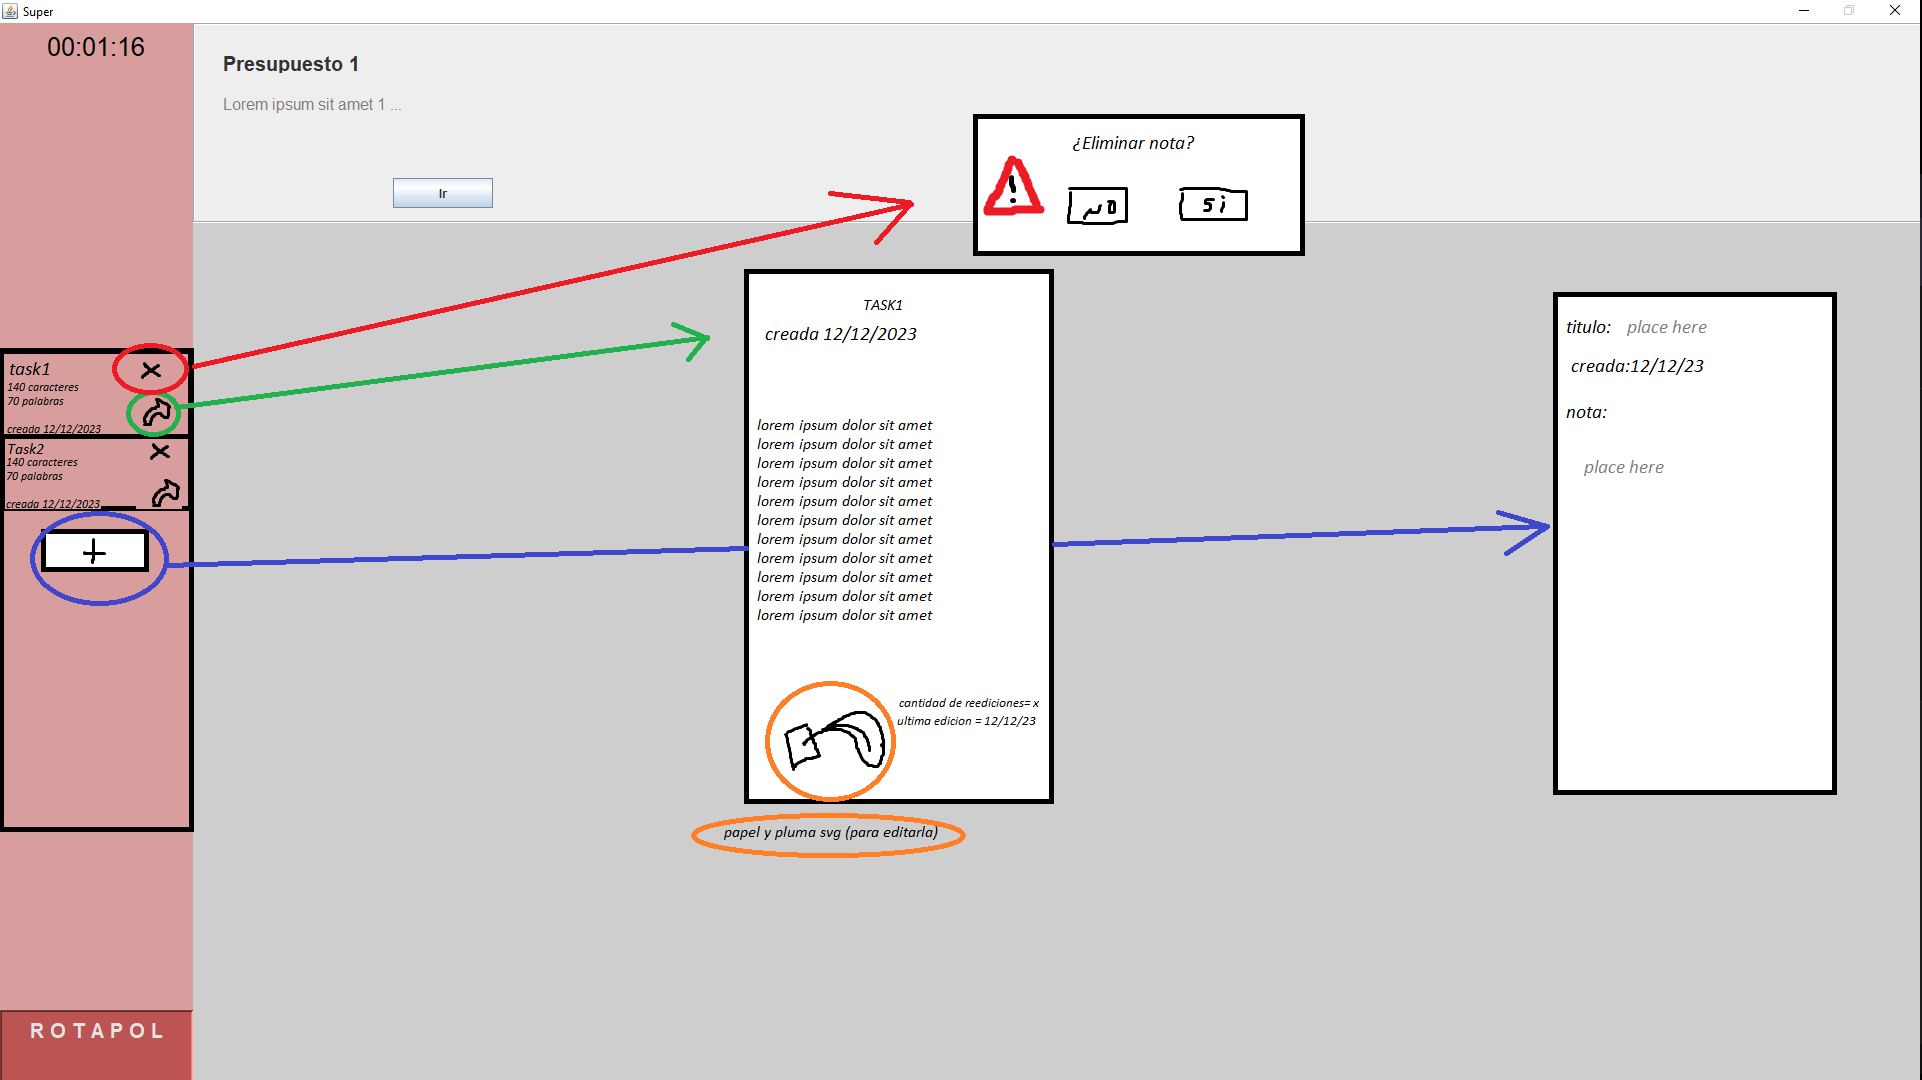 Super
00:01:16
Presupuesto 1
Lorem ipsum sit amet 1 ...
Ir
¿Eliminar nota?
!
no
si
task1
140 caracteres
70 palabras
creada 12/12/2023
Task2
140 caracteres
70 palabras
creada 12/12/2023
+
ROTAPOL
TASK1
creada 12/12/2023
lorem ipsum dolor sit amet
lorem ipsum dolor sit amet
lorem ipsum dolor sit amet
lorem ipsum dolor sit amet
lorem ipsum dolor sit amet
lorem ipsum dolor sit amet
lorem ipsum dolor sit amet
lorem ipsum dolor sit amet
lorem ipsum dolor sit amet
lorem ipsum dolor sit amet
lorem ipsum dolor sit amet
cantidad de reediciones= x
ultima edicion = 12/12/23
papel y pluma svg (para editarla)
titulo: place here
creada:12/12/23
nota:
place here